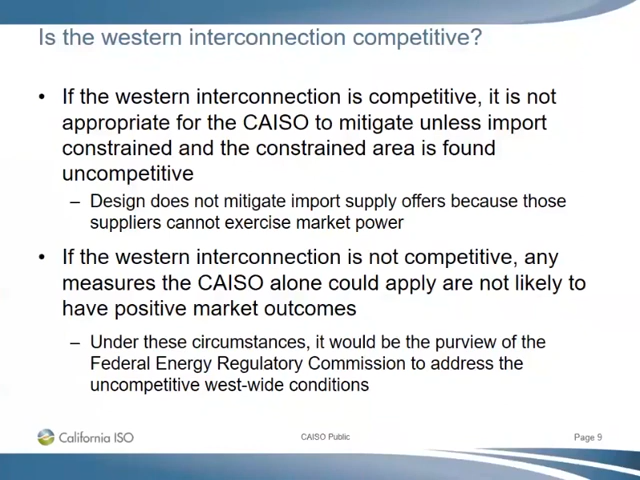 Is the western interconnection competitive?
• If the western interconnection is competitive, it is not
appropriate for the CAISO to mitigate unless import
constrained and the constrained area is found
uncompetitive
– Design does not mitigate import supply offers because those
suppliers cannot exercise market power
• If the western interconnection is not competitive, any
measures the CAISO alone could apply are not likely to
have positive market outcomes
– Under these circumstances, it would be the purview of the
Federal Energy Regulatory Commission to address the
uncompetitive west-wide conditions
California ISO
CAISO Public
Page 9